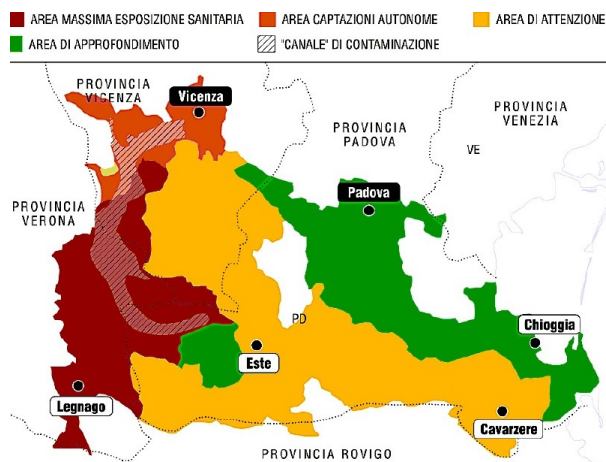 AREA MASSIMA ESPOSIZIONE SANITARIA
AREA CAPTAZIONI AUTONOME
AREA DI ATTENZIONE
AREA DI APPROFONDIMENTO
"CANALE" DI CONTAMINAZIONE
PROVINCIA
VICENZA
Vicenza
PROVINCIA
PADOVA
PROVINCIA
VENEZIA
VE
Padova
PROVINCIA
VERONA
PD
Chioggia
Este
Legnago
Cavarzere
PROVINCIA ROVIGO